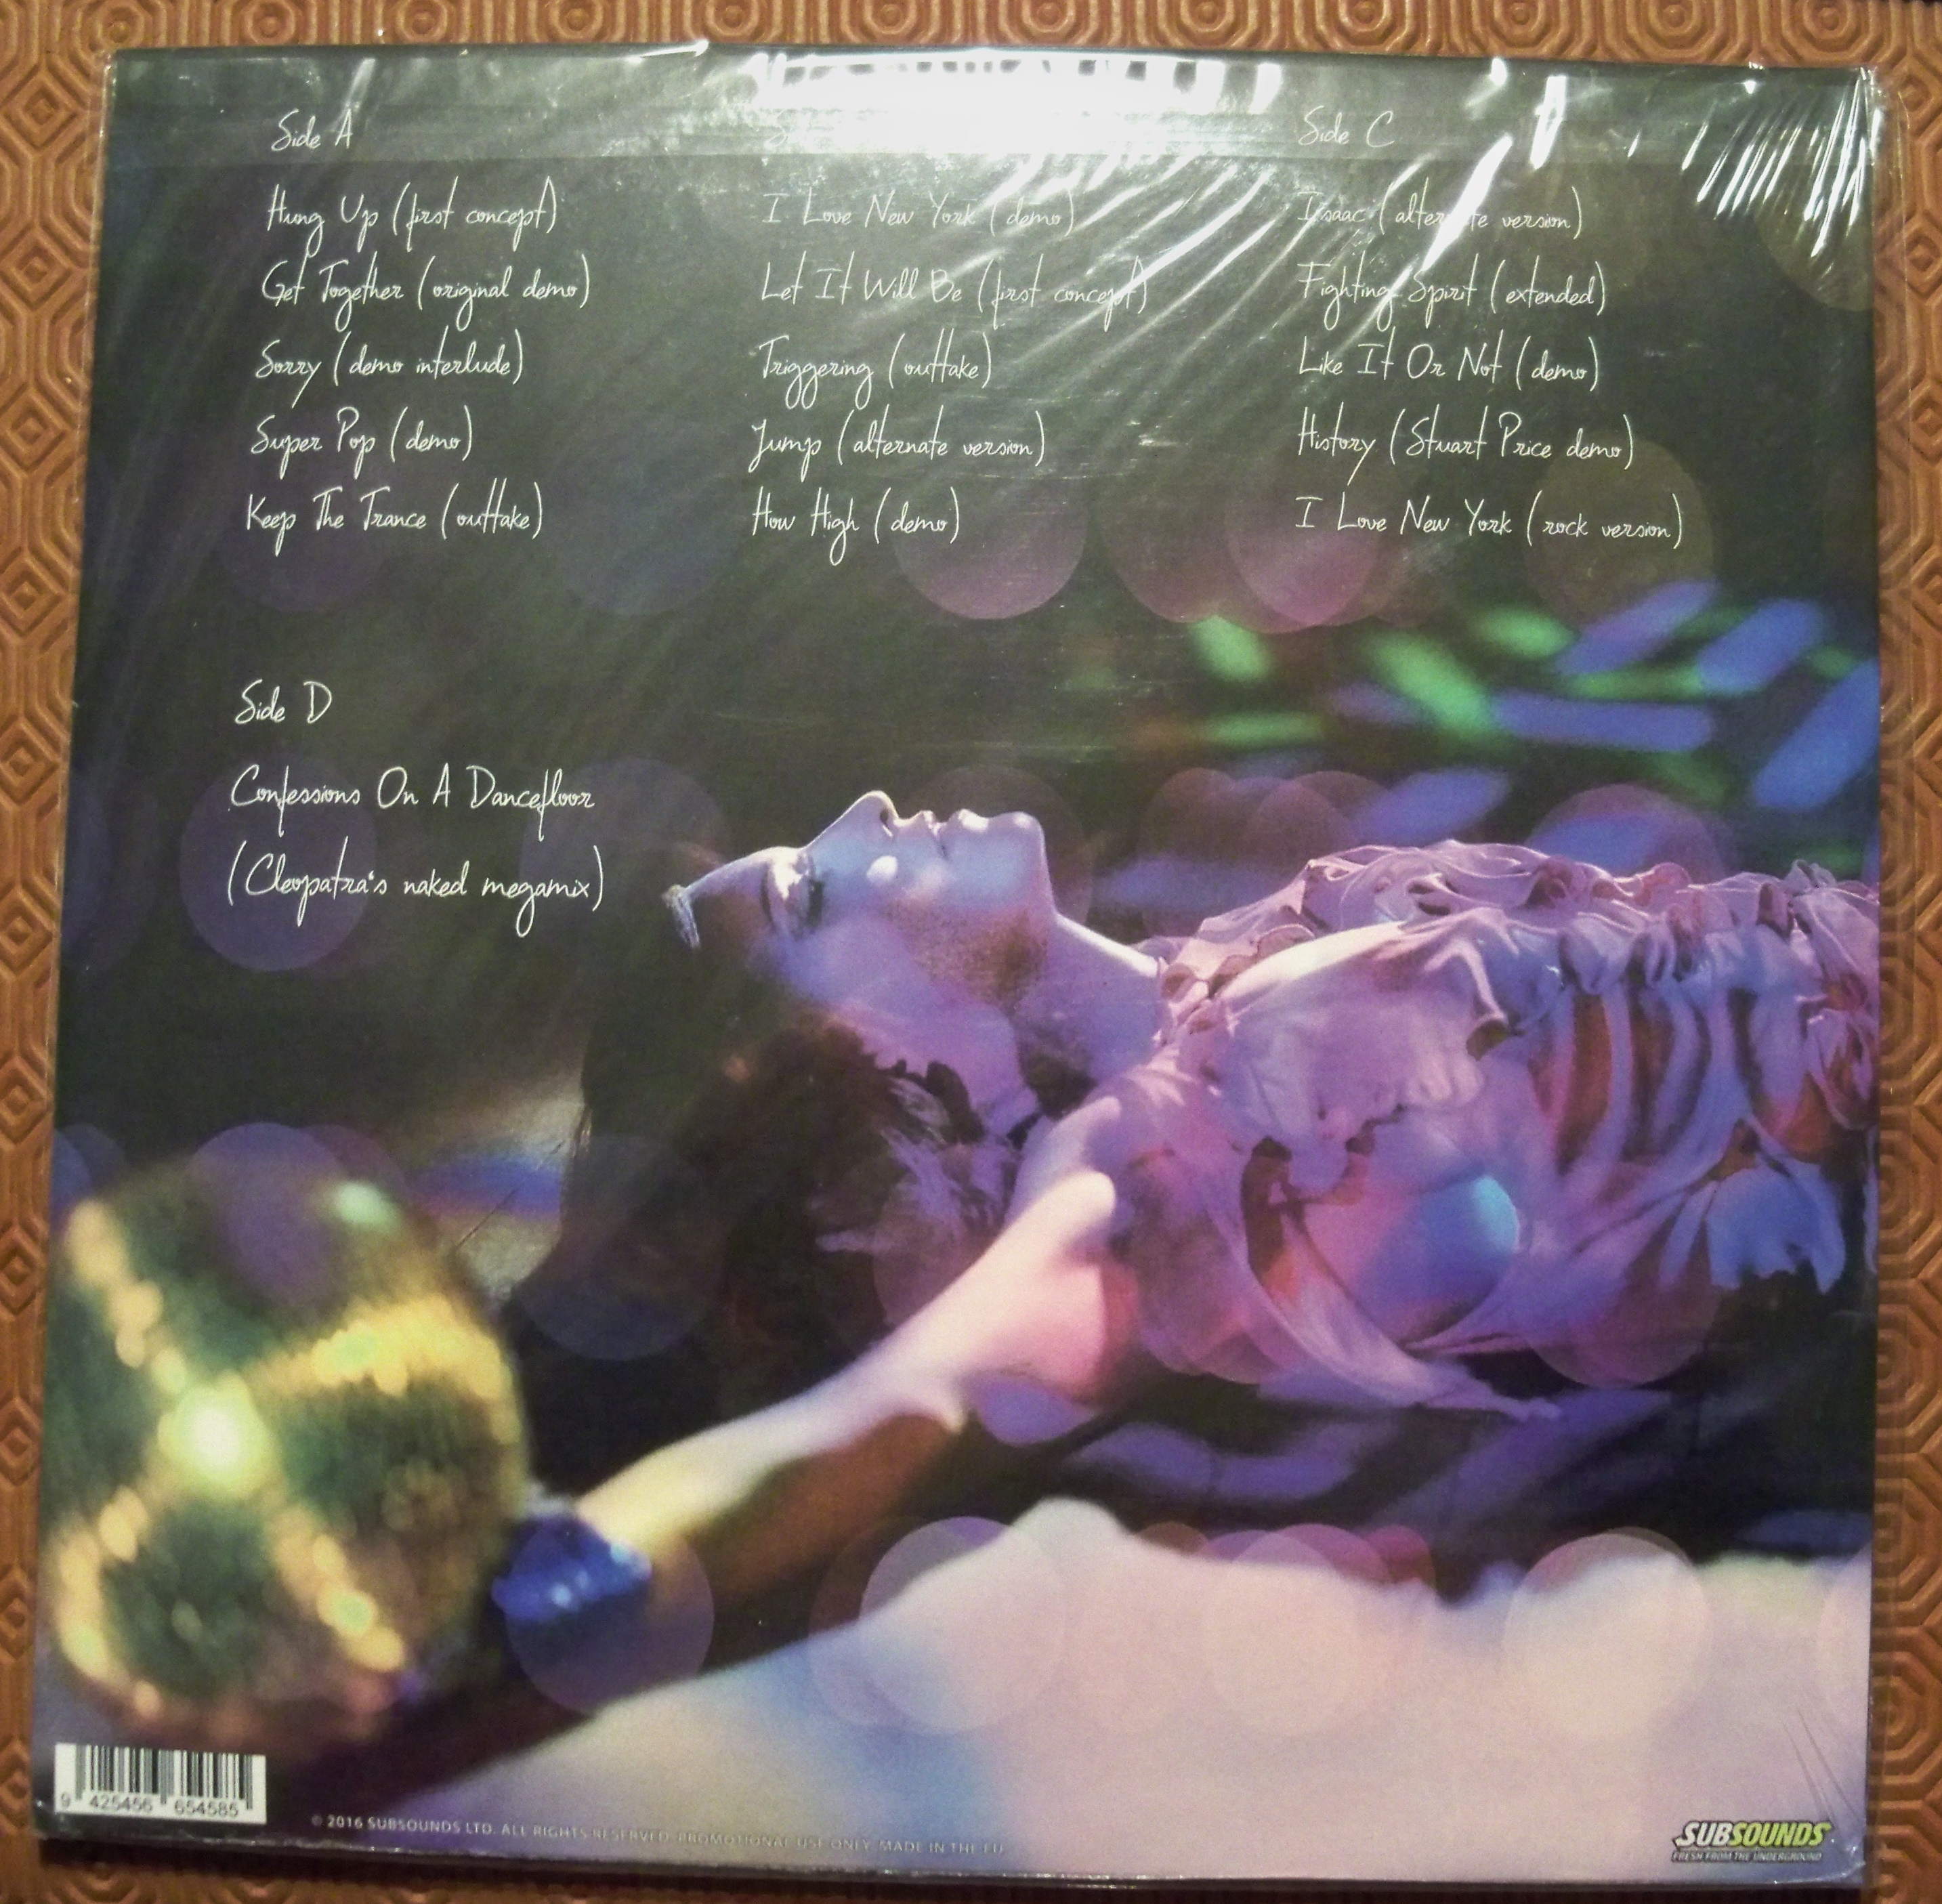 Side A
Hung Up (first concept)
Get Together (original demo)
Sorry (demo interlude)
Super Pop (demo)
Keep The Trance (outtake)
I Love New York (demo)
Let It Will Be (first concept)
Triggering (outtake)
Jump (alternate version)
How High (demo)
Side C
Isaac (alternate version)
Fighting Spirit (extended)
Like It Or Not (demo)
History (Stuart Price demo)
I Love New York (rock version)
Side D
Confessions On A Dancefloor
(Cleopatra's naked megamix)
9 425456 654585
© 2016 SUBSOUNDS LTD. ALL RIGHTS RESERVED. PROMOTIONAL USE ONLY. MADE IN THE EU
SUBSOUNDS
FRESH FROM THE UNDERGROUND